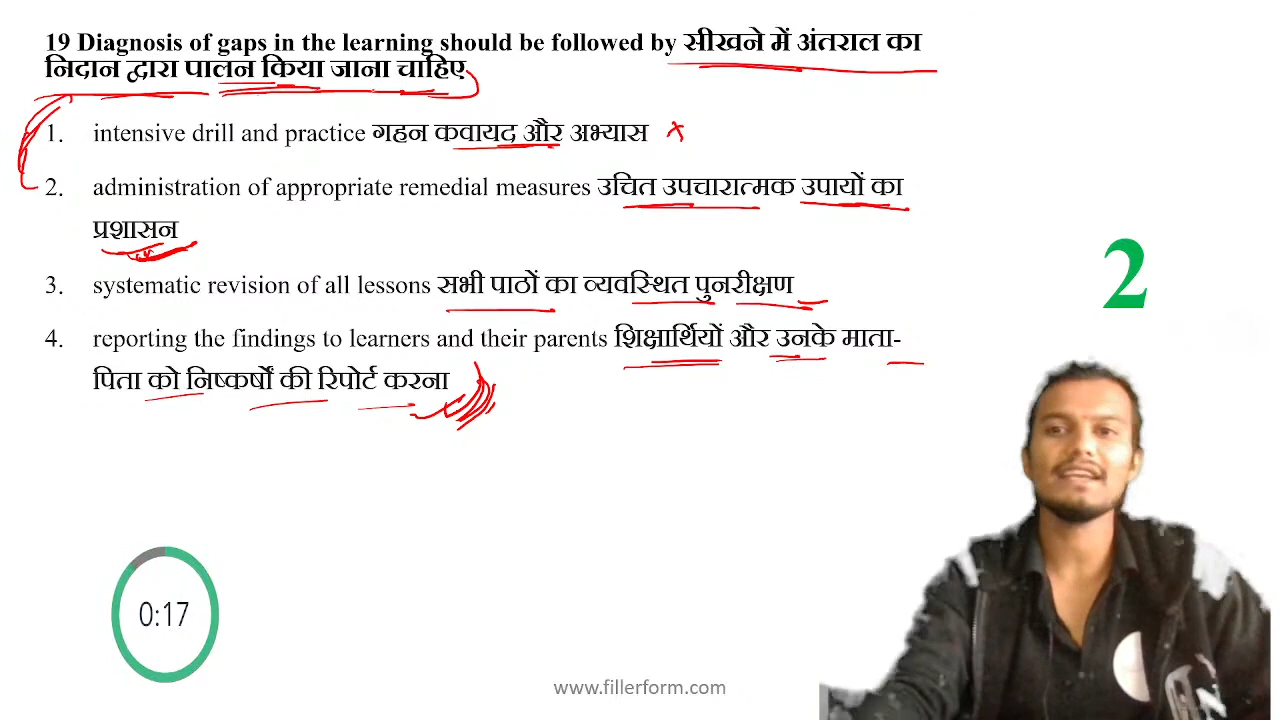 19 Diagnosis of gaps in the learning should be followed by सीखने में अंतराल का
निदान द्वारा पालन किया जाना चाहिए
1. intensive drill and practice गहन कवायद और अभ्यास
2. administration of appropriate remedial measures उचित उपचारात्मक उपायों का
प्रशासन
2
3. systematic revision of all lessons सभी पाठों का व्यवस्थित पुनरीक्षण
4. reporting the findings to learners and their parents शिक्षार्थियों और उनके माता-
पिता को निष्कर्षों की रिपोर्ट करना
0:17
www.fillerform.com